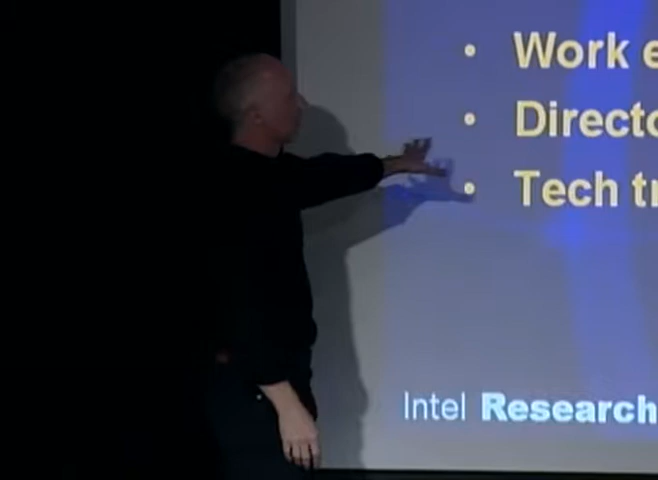 • Work e
• Directo
• Tech tr
Intel Research